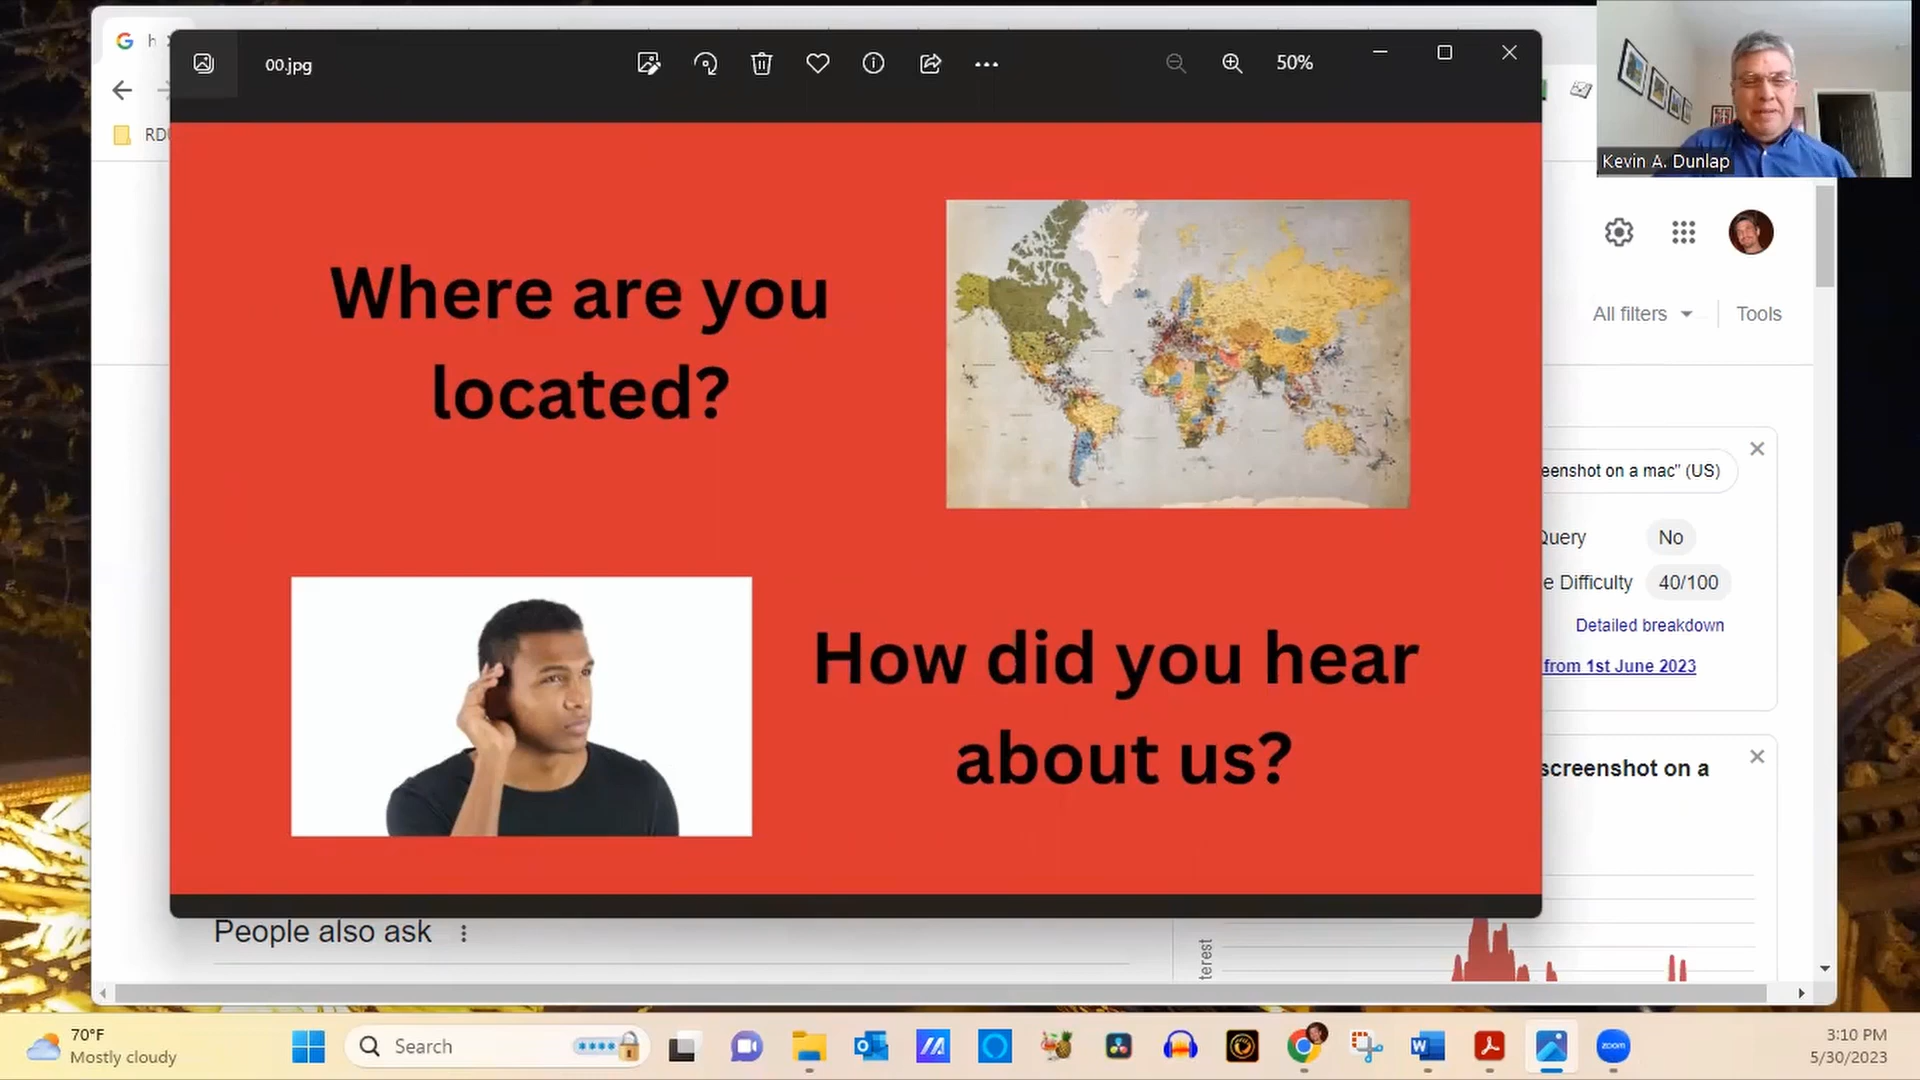 h
00.jpg
50%
RD
Kevin A. Dunlap
Where are you
located?
How did you hear
about us?
All filters
Tools
eenshot on a mac" (US)
Query
No
e Difficulty
40/100
Detailed breakdown
from 1st June 2023
screenshot on a
People also ask
terest
70°F
Mostly cloudy
Search
zoom
3:10 PM
5/30/2023